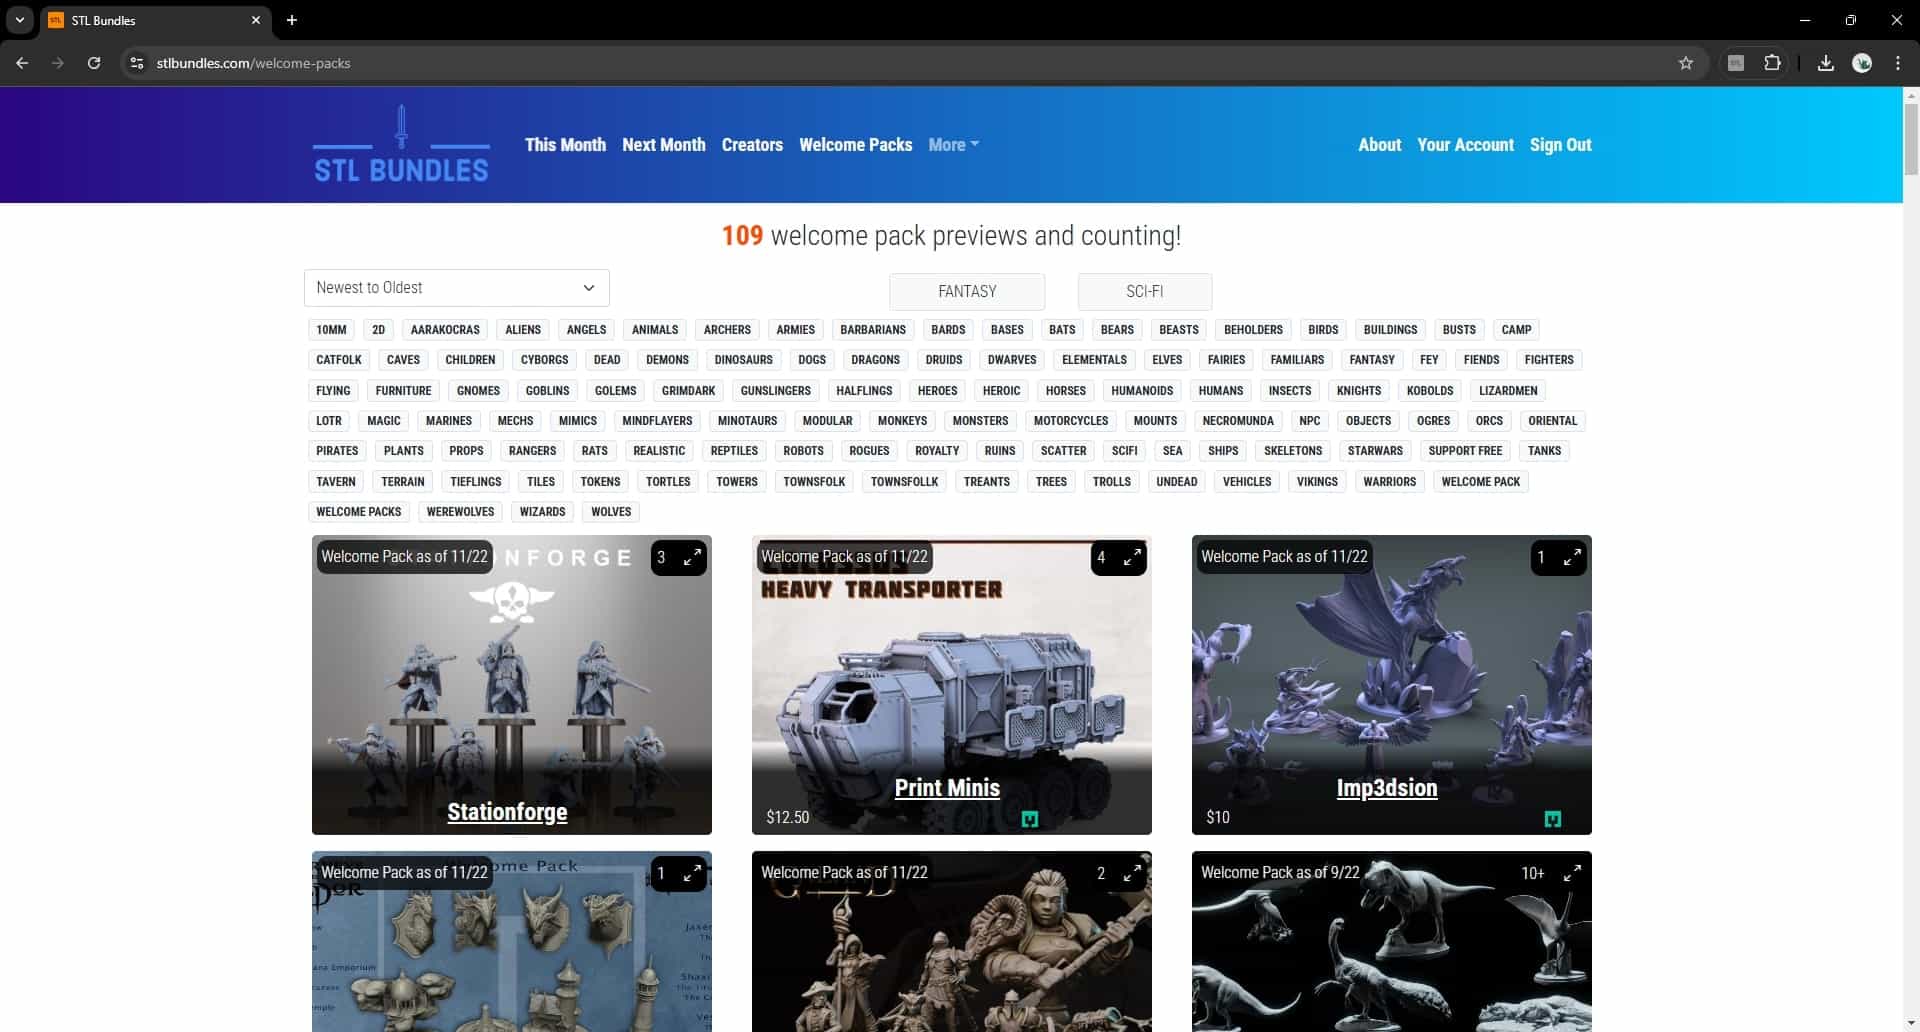 STL Bundles
stlbundles.com/welcome-packs
STL BUNDLES
This Month Next Month Creators Welcome Packs More
About Your Account Sign Out
109 welcome pack previews and counting!
Newest to Oldest
FANTASY SCI-FI
10MM 2D AARAKOCRAS ALIENS ANGELS ANIMALS ARCHERS ARMIES BARBARIANS BARDS BASES BATS BEARS BEASTS BEHOLDERS BIRDS BUILDINGS BUSTS CAMP
CATFOLK CAVES CHILDREN CYBORGS DEAD DEMONS DINOSAURS DOGS DRAGONS DRUIDS DWARVES ELEMENTALS ELVES FAIRIES FAMILIARS FANTASY FEY FIENDS FIGHTERS
FLYING FURNITURE GNOMES GOBLINS GOLEMS GRIMDARK GUNSLINGERS HALFLINGS HEROES HEROIC HORSES HUMANOIDS HUMANS INSECTS KNIGHTS KOBOLDS LIZARDMEN
LOTR MAGIC MARINES MECHS MIMICS MINDFLAYERS MINOTAURS MODULAR MONKEYS MONSTERS MOTORCYCLES MOUNTS NECROMUNDA NPC OBJECTS OGRES ORCS ORIENTAL
PIRATES PLANTS PROPS RANGERS RATS REALISTIC REPTILES ROBOTS ROGUES ROYALTY RUINS SCATTER SCIFI SEA SHIPS SKELETONS STARWARS SUPPORT FREE TANKS
TAVERN TERRAIN TIEFLINGS TILES TOKENS TORTLES TOWERS TOWNSFOLK TOWNSFOLLK TREANTS TREES TROLLS UNDEAD VEHICLES VIKINGS WARRIORS WELCOME PACK
WELCOME PACKS WEREWOLVES WIZARDS WOLVES
Welcome Pack as of 11/22 NFORGE 3
Stationforge
Welcome Pack as of 11/22 4
HEAVY TRANSPORTER
Print Minis
$12.50
Welcome Pack as of 11/22 1
Imp3dsion
$10
Welcome Pack as of 11/22 ome Pack 1
Welcome Pack as of 11/22 2
Welcome Pack as of 9/22 10+